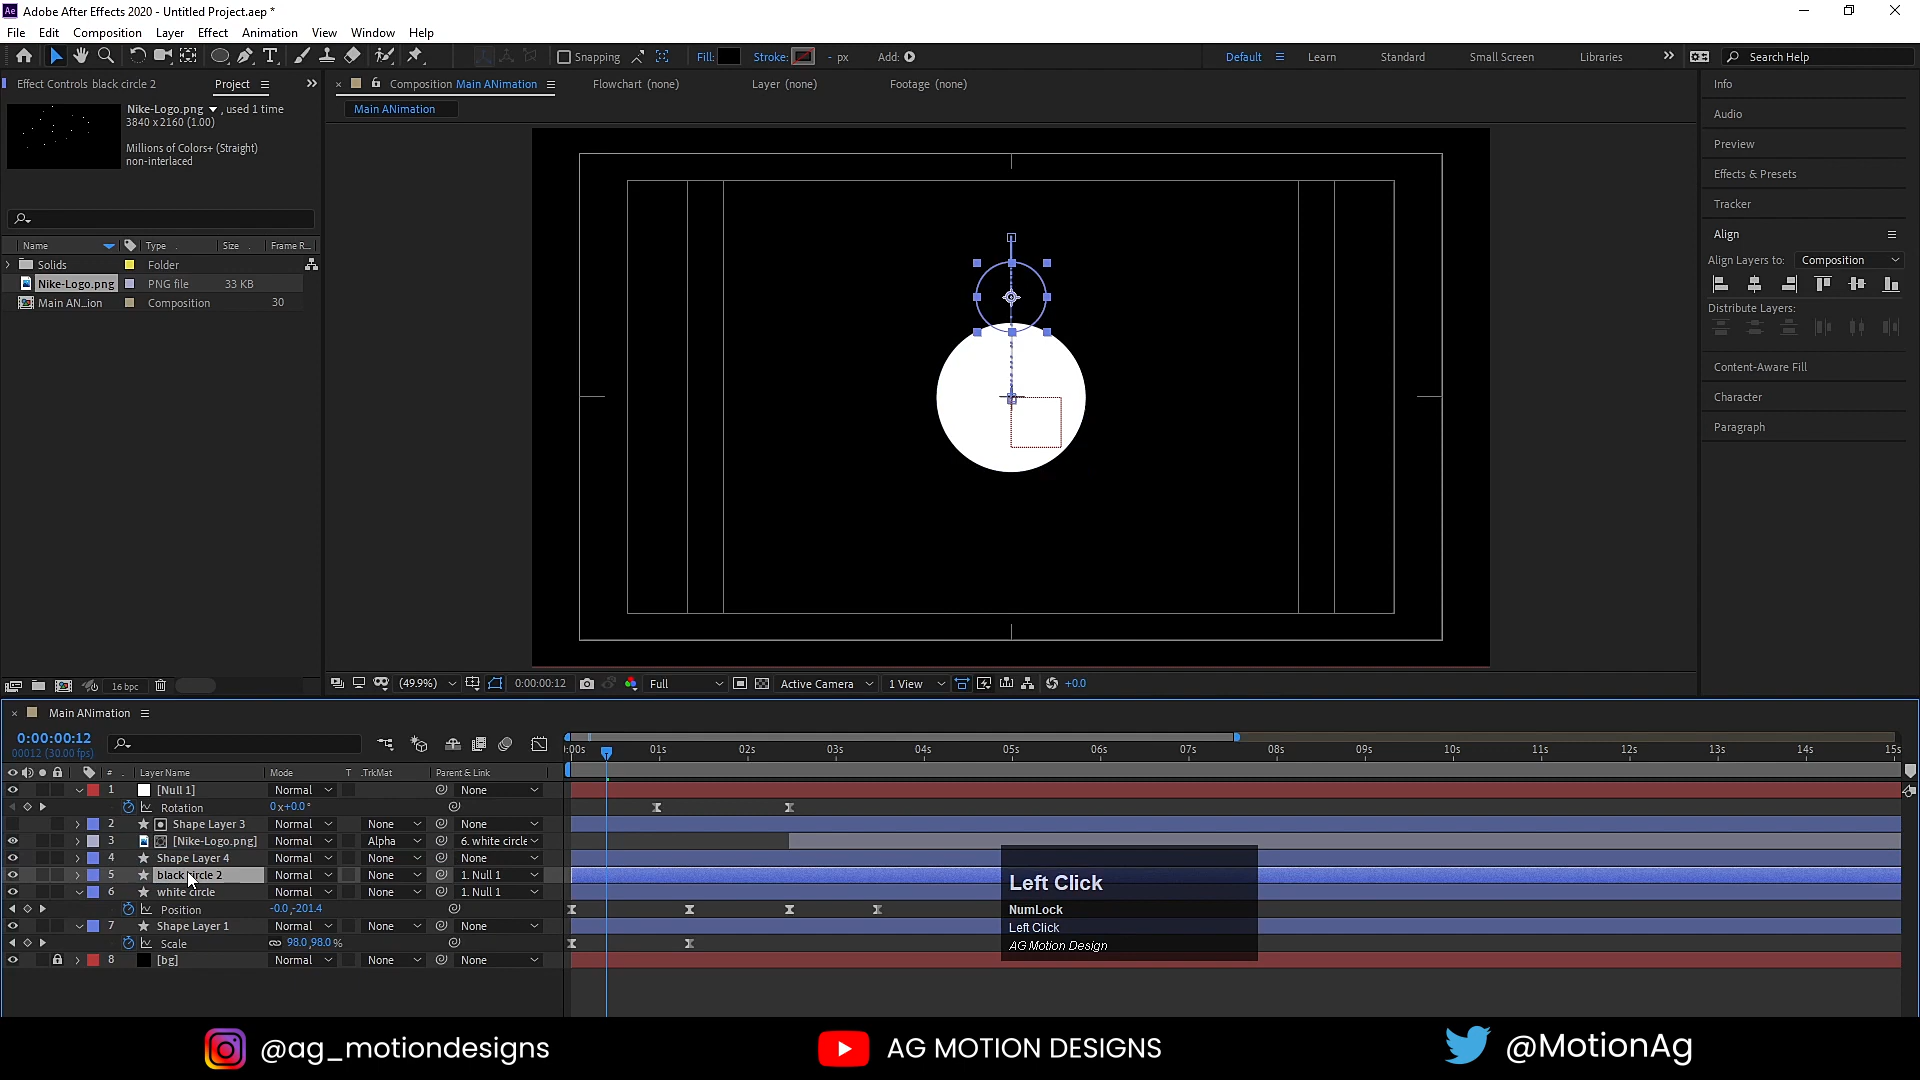 Adobe After Effects 2020 - Untitled Project.aep *
File Edit Composition Layer Effect Animation View Window Help
Snapping Fill: Stroke: - px Add:
Default Learn Standard Small Screen Libraries Search Help
Effect Controls black circle 2 Project
Composition Main ANimation Flowchart (none) Layer (none) Footage (none)
Main ANimation
Nike-Logo.png , used 1 time
3840 x 2160 (1.00)
Millions of Colors+ (Straight)
non-interlaced
Name Type Size Frame R...
Solids Folder
Nike-Logo.png PNG file 33 KB
Main AN...ion Composition 30
Info
Audio
Preview
Effects & Presets
Tracker
Align
Align Layers to: Composition
Distribute Layers:
Content-Aware Fill
Character
Paragraph
16 bpc
(49.9%) 0:00:00:12 Full Active Camera 1 View +0.0
Main ANimation
0:00:00:12
00012 (30.00 fps)
:00s 01s 02s 03s 04s 05s 06s 07s 08s 09s 10s 11s 12s 13s 14s 15s
# Layer Name Mode T .TrkMat Parent & Link
1 [Null 1] Normal None
Rotation 0x+0.0°
2 Shape Layer 3 Normal None None
3 [Nike-Logo.png] Normal Alpha 6. white circle
4 Shape Layer 4 Normal None None
5 black circle 2 Normal None 1. Null 1
6 white circle Normal None 1. Null 1
Position -0.0,-201.4
7 Shape Layer 1 Normal None None
Scale 98.0,98.0%
8 [bg] Normal None None
Left Click
NumLock
Left Click
AG Motion Design
@ag_motiondesigns AG MOTION DESIGNS @MotionAg